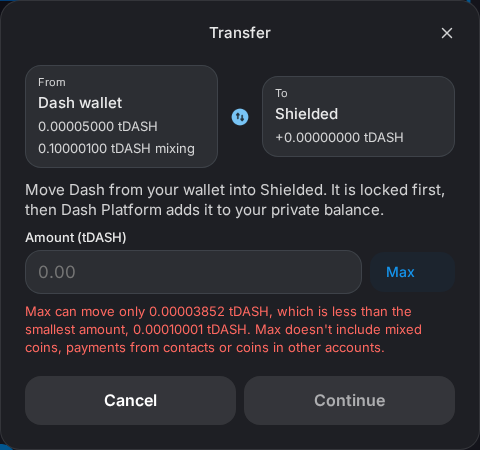 Transfer
From
Dash wallet
0.00005000 tDASH
0.10000100 tDASH mixing
To
Shielded
+0.00000000 tDASH
Move Dash from your wallet into Shielded. It is locked first,
then Dash Platform adds it to your private balance.
Amount (tDASH)
0.00
Max
Max can move only 0.00003852 tDASH, which is less than the
smallest amount, 0.00010001 tDASH. Max doesn't include mixed
coins, payments from contacts or coins in other accounts.
Cancel
Continue